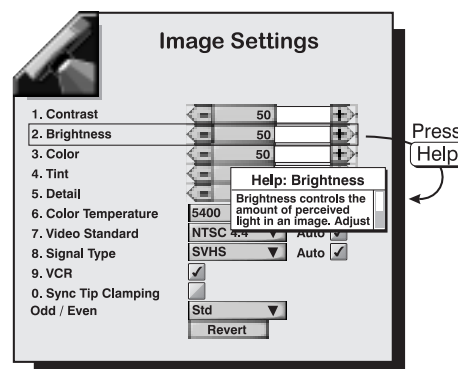 Image Settings
1. Contrast 50
2. Brightness 50
3. Color 50
4. Tint
5. Detail
6. Color Temperature 5400
7. Video Standard NTSC 4.4 Auto
8. Signal Type SVHS Auto
9. VCR
0. Sync Tip Clamping
Odd / Even Std
Revert
Help: Brightness
Brightness controls the
amount of perceived
light in an image. Adjust
Press
Help